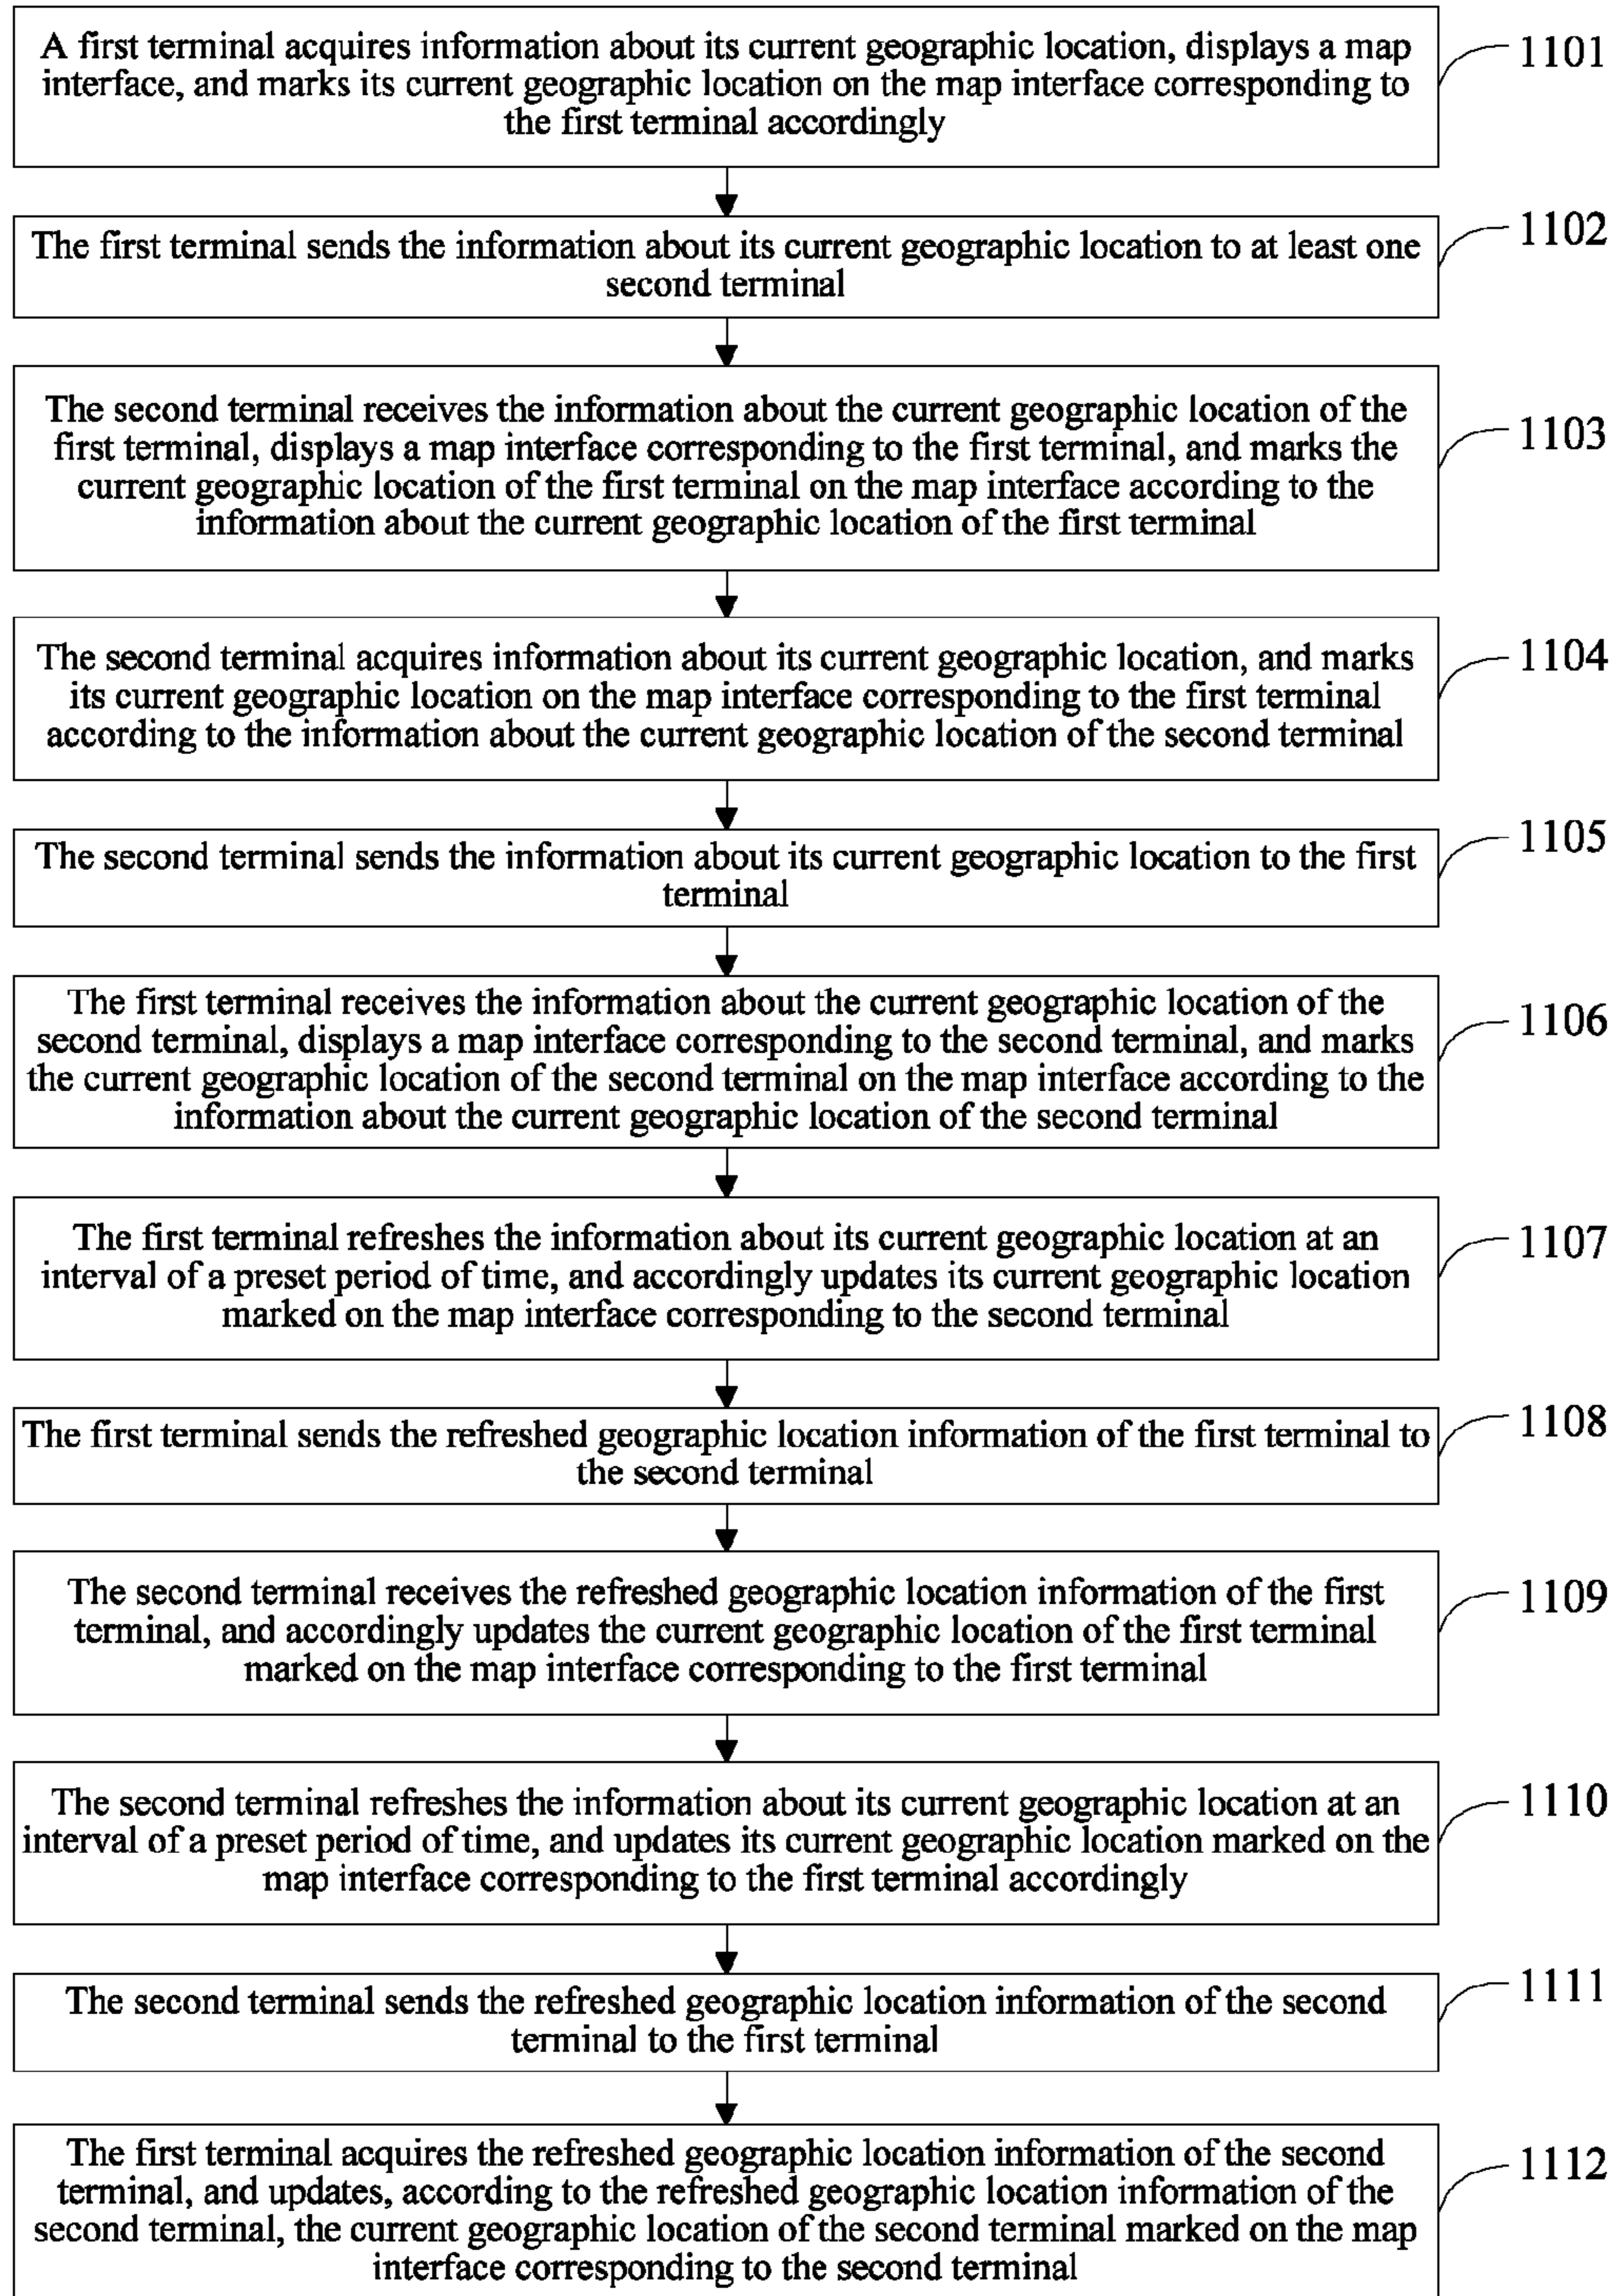 A first terminal acquires information about its current geographic location, displays a map
interface, and marks its current geographic location on the map interface corresponding to
the first terminal accordingly
1101
The first terminal sends the information about its current geographic location to at least one
second terminal
1102
The second terminal receives the information about the current geographic location of the
first terminal, displays a map interface corresponding to the first terminal, and marks the
current geographic location of the first terminal on the map interface according to the
information about the current geographic location of the first terminal
1103
The second terminal acquires information about its current geographic location, and marks
its current geographic location on the map interface corresponding to the first terminal
according to the information about the current geographic location of the second terminal
1104
The second terminal sends the information about its current geographic location to the first
terminal
1105
The first terminal receives the information about the current geographic location of the
second terminal, displays a map interface corresponding to the second terminal, and marks
the current geographic location of the second terminal on the map interface according to the
information about the current geographic location of the second terminal
1106
The first terminal refreshes the information about its current geographic location at an
interval of a preset period of time, and accordingly updates its current geographic location
marked on the map interface corresponding to the second terminal
1107
The first terminal sends the refreshed geographic location information of the first terminal to
the second terminal
1108
The second terminal receives the refreshed geographic location information of the first
terminal, and accordingly updates the current geographic location of the first terminal
marked on the map interface corresponding to the first terminal
1109
The second terminal refreshes the information about its current geographic location at an
interval of a preset period of time, and updates its current geographic location marked on the
map interface corresponding to the first terminal accordingly
1110
The second terminal sends the refreshed geographic location information of the second
terminal to the first terminal
1111
The first terminal acquires the refreshed geographic location information of the second
terminal, and updates, according to the refreshed geographic location information of the
second terminal, the current geographic location of the second terminal marked on the map
interface corresponding to the second terminal
1112